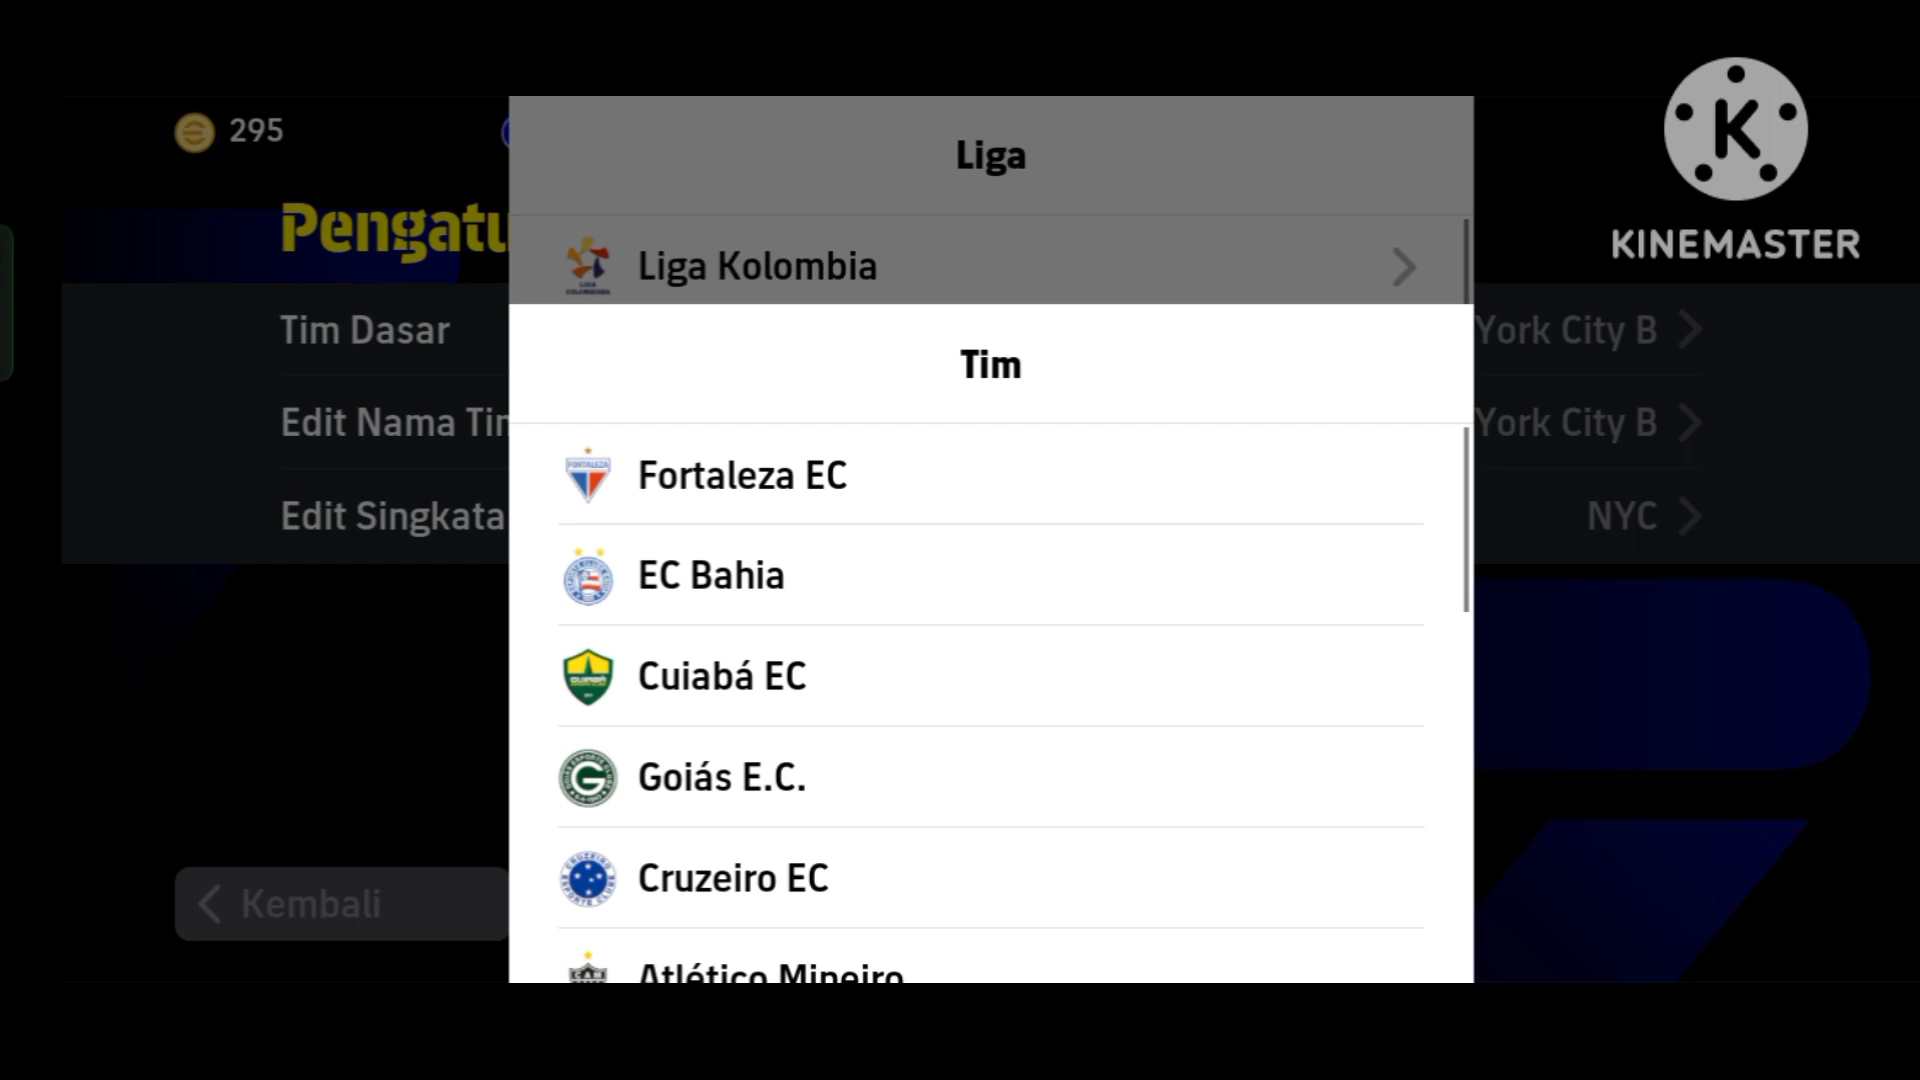 295
Liga
KINEMASTER
Pengatu
Liga Kolombia
Tim Dasar
York City B
Tim
Edit Nama Tim
York City B
Fortaleza EC
Edit Singkata
NYC
EC Bahia
Cuiabá EC
Goiás E.C.
Cruzeiro EC
Kembali
Atlético Mineiro